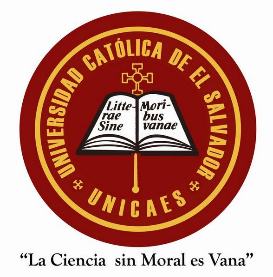 UNIVERSIDAD CATÓLICA DE EL SALVADOR
Litte-
rae
Sine
Mori-
bus
vanae
· UNICAES ·
“La Ciencia sin Moral es Vana”